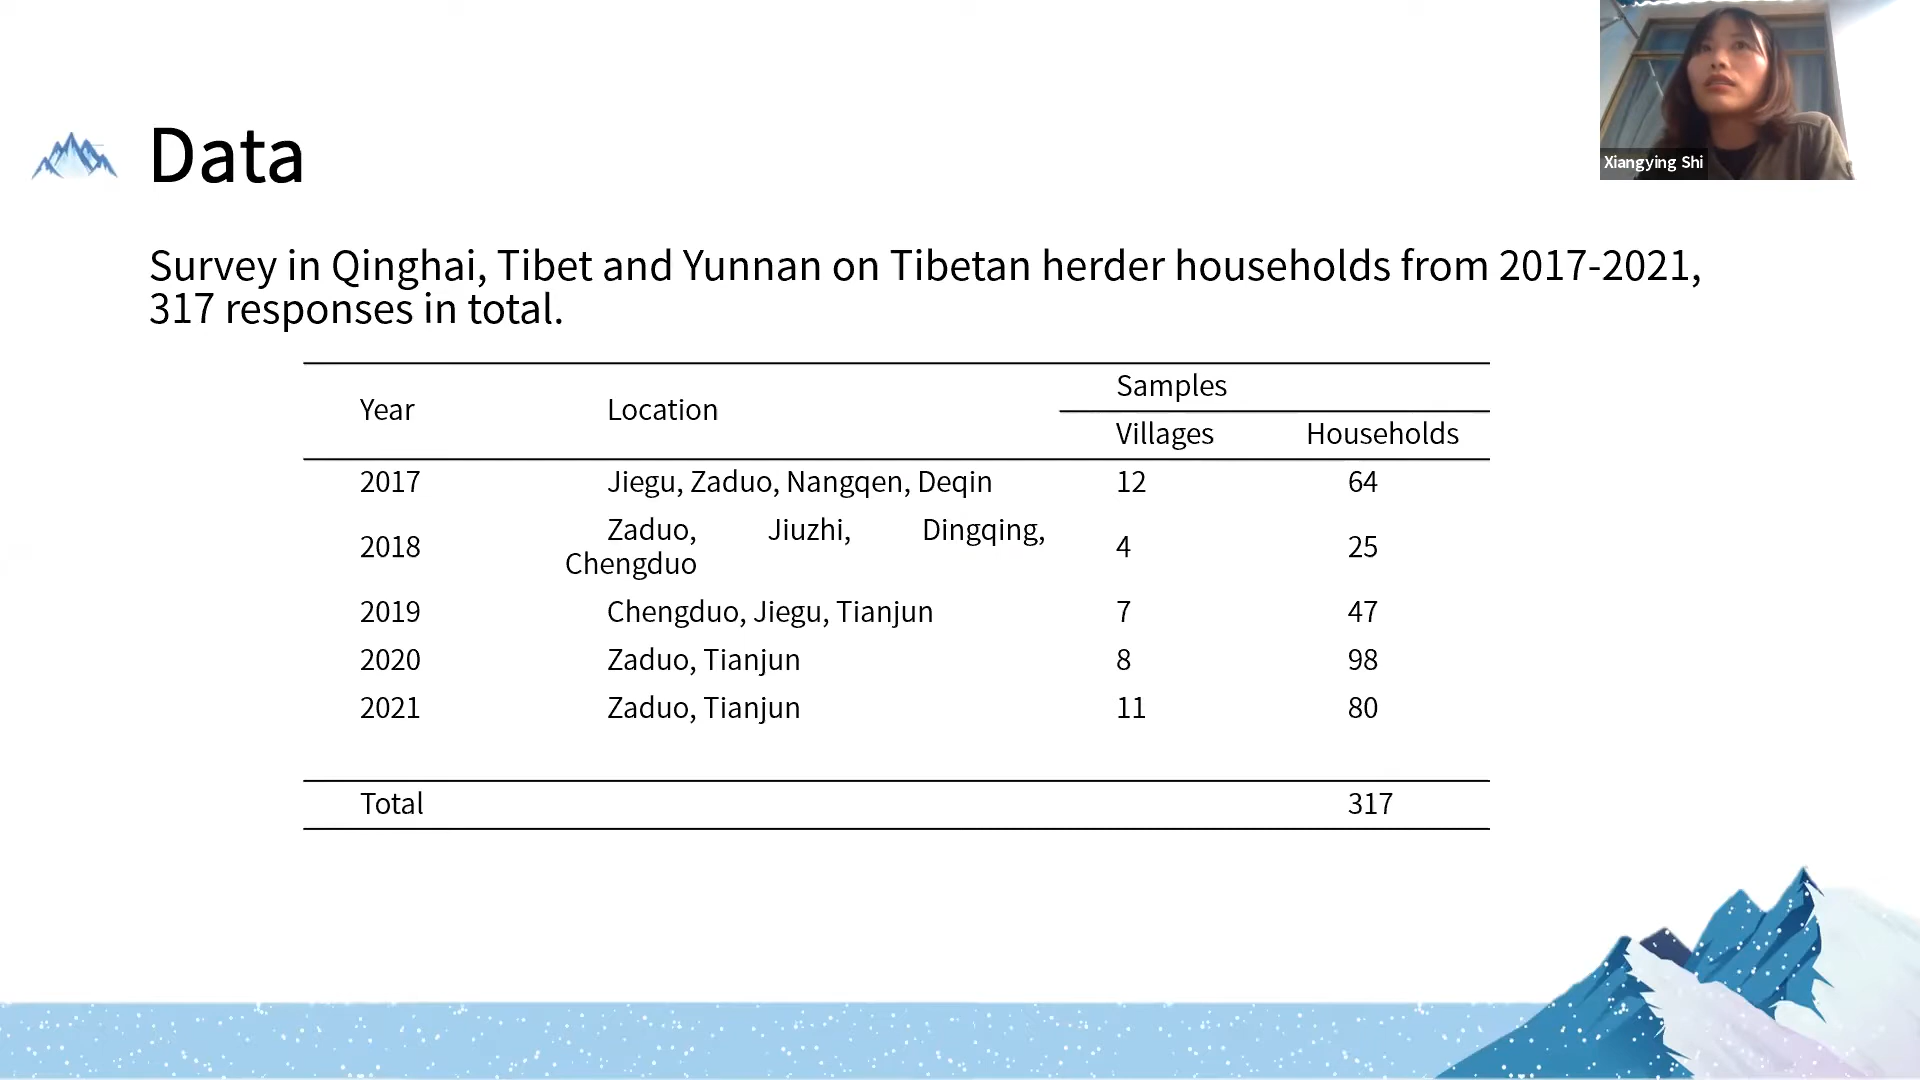 Xiangying Shi
Data
Survey in Qinghai, Tibet and Yunnan on Tibetan herder households from 2017-2021,
317 responses in total.
Year Location Samples
Villages Households
2017 Jiegu, Zaduo, Nangqen, Deqin 12 64
2018 Zaduo, Jiuzhi, Dingqing, Chengduo 4 25
2019 Chengduo, Jiegu, Tianjun 7 47
2020 Zaduo, Tianjun 8 98
2021 Zaduo, Tianjun 11 80
Total 317